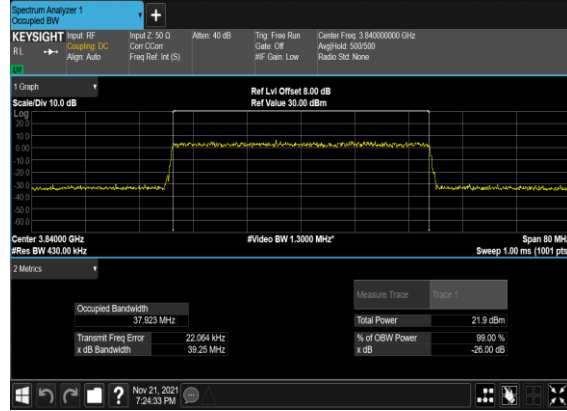 Spectrum Analyzer 1
Occupied BW
+
KEYSIGHT Input: RF Input Z: 50 Ω Atten: 40 dB Trig: Free Run Center Freq: 3.840000000 GHz
RL Coupling: DC Corr CCorr Gate: Off Avg|Hold: 500/500
Align: Auto Freq Ref: Int (S) #IF Gain: Low Radio Std: None
1 Graph
Ref Lvl Offset 8.00 dB
Scale/Div 10.0 dB Ref Value 30.00 dBm
Log
20.0
10.0
0.00
-10.0
-20.0
-30.0
-40.0
-50.0
-60.0
Center 3.84000 GHz #Video BW 1.3000 MHz* Span 80 MHz
#Res BW 430.00 kHz Sweep 1.00 ms (1001 pts)
2 Metrics
Measure Trace Trace 1
Occupied Bandwidth
37.923 MHz Total Power 21.9 dBm
Transmit Freq Error 22.064 kHz % of OBW Power 99.00 %
x dB Bandwidth 39.25 MHz x dB -26.00 dB
? Nov 21, 2021
7:24:33 PM